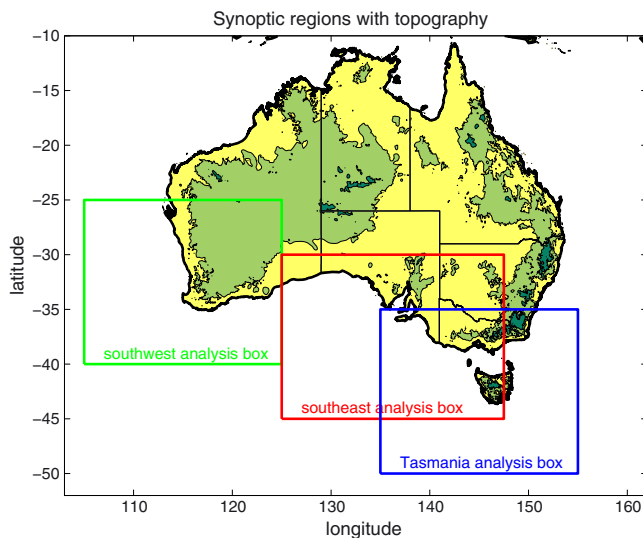 Synoptic regions with topography
−10
−15
−20
−25
−30
−35
−40
−45
−50
latitude
southwest analysis box
southeast analysis box
Tasmania analysis box
110 120 130 140 150 160
longitude